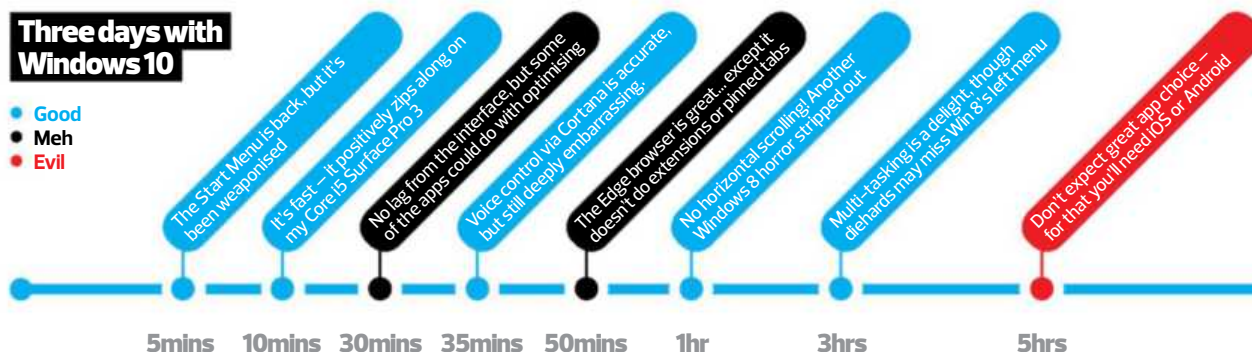 Three days with
Windows 10
Good
Meh
Evil
The Start Menu is back, but it's
been weaponised
It's fast – it positively zips along on
my Core i5 Surface Pro 3
No lag from the interface, but some
of the apps could do with optimising
Voice control via Cortana is accurate,
but still deeply embarrassing.
The Edge browser is great... except it
doesn't do extensions or pinned tabs
No horizontal scrolling! Another
Windows 8 horror stripped out
Multi-tasking is a delight, though
diehards may miss Win 8's left menu
Don't expect great app choice –
for that you'll need iOS or Android
5mins
10mins
30mins
35mins
50mins
1hr
3hrs
5hrs